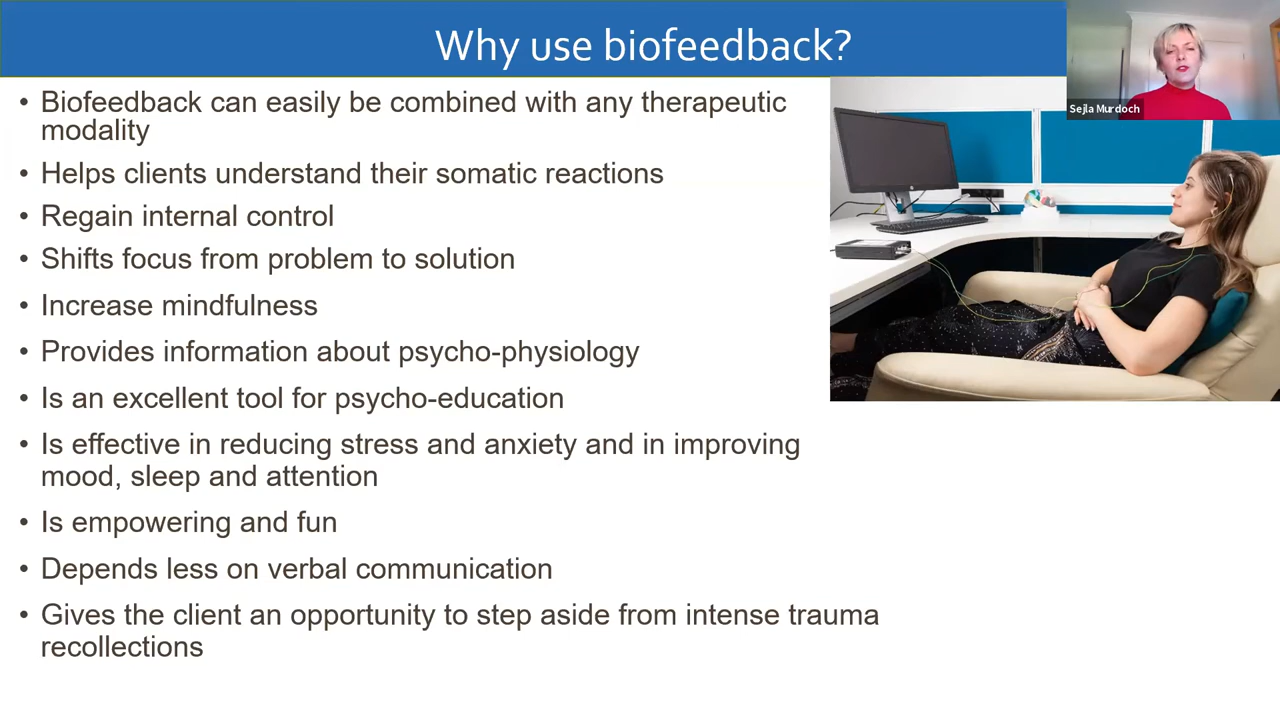 Why use biofeedback?
Sejla Murdoch
• Biofeedback can easily be combined with any therapeutic
modality
• Helps clients understand their somatic reactions
• Regain internal control
• Shifts focus from problem to solution
• Increase mindfulness
• Provides information about psycho-physiology
• Is an excellent tool for psycho-education
• Is effective in reducing stress and anxiety and in improving
mood, sleep and attention
• Is empowering and fun
• Depends less on verbal communication
• Gives the client an opportunity to step aside from intense trauma
recollections